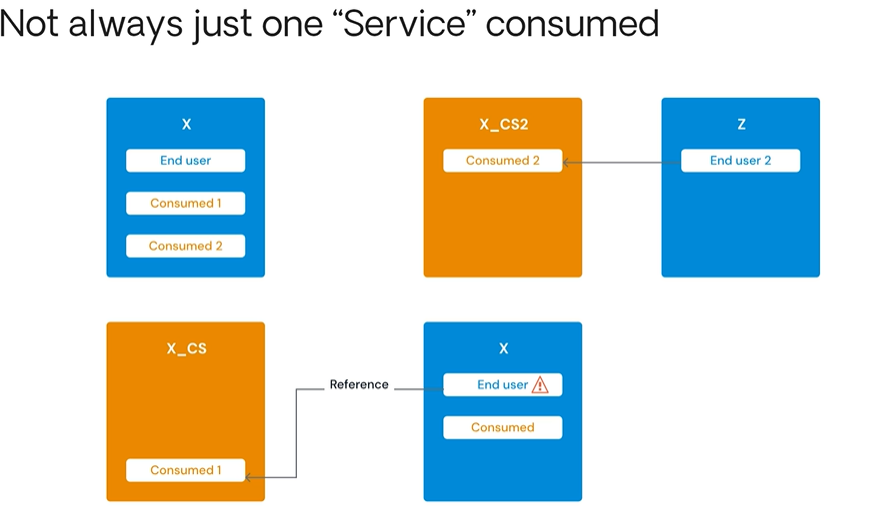 Not always just one “Service” consumed
X
End user
Consumed 1
Consumed 2
X_CS2
Consumed 2
Z
End user 2
X_CS
Consumed 1
Reference
X
End user
Consumed